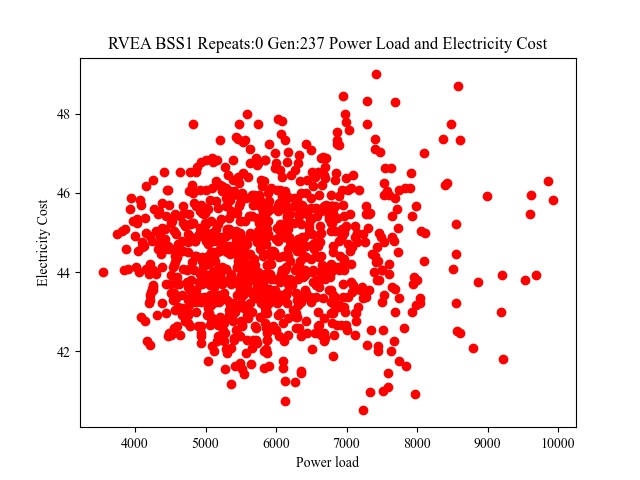 RVEA BSS1 Repeats:0 Gen:237 Power Load and Electricity Cost
48
46
44
42
Electricity Cost
4000 5000 6000 7000 8000 9000 10000
Power load